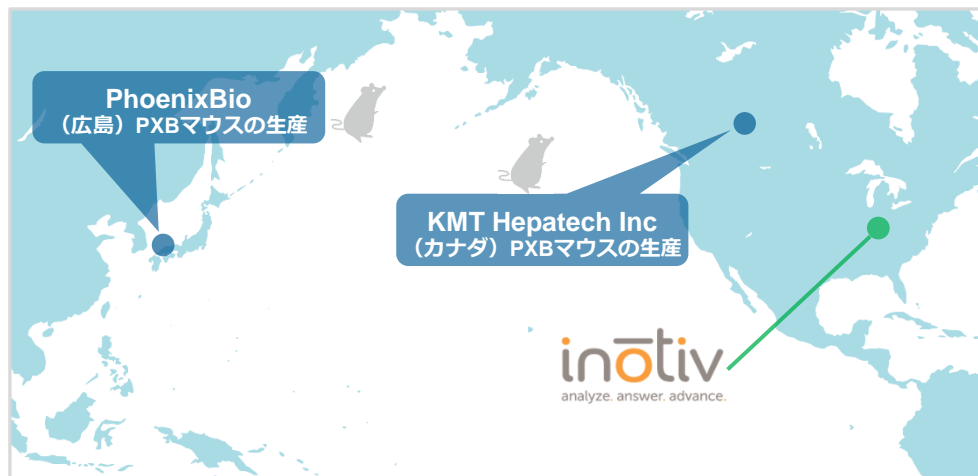 PhoenixBio
（広島）PXBマウスの生産
KMT Hepatech Inc
（カナダ）PXBマウスの生産
inōtiv
analyze. answer. advance.